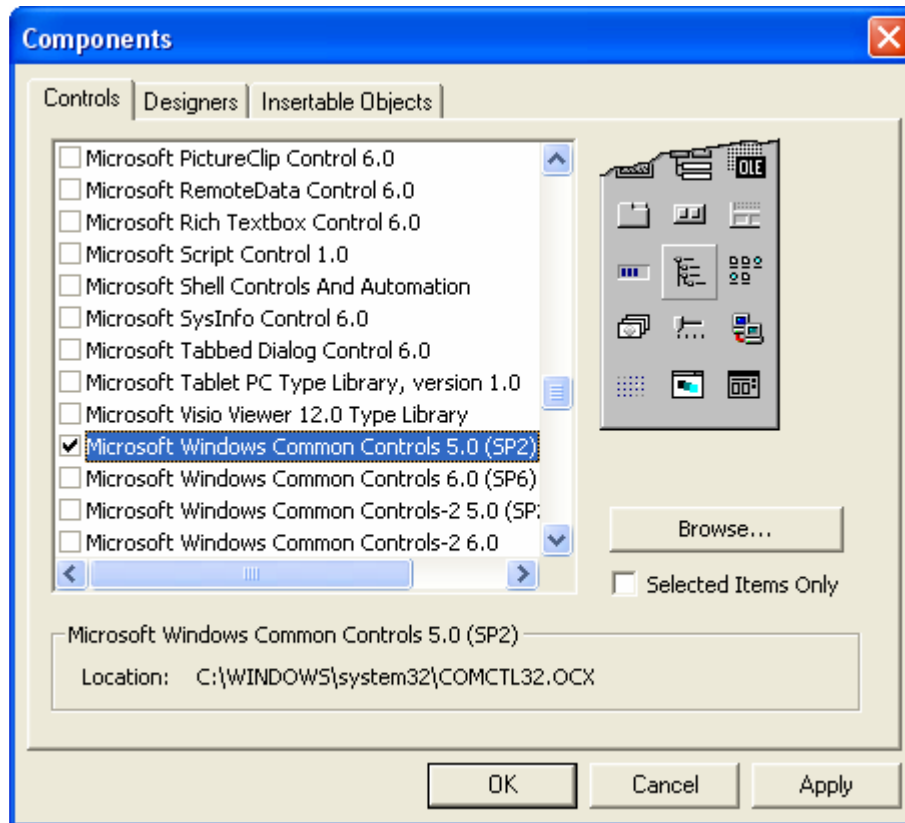 Components
Controls Designers Insertable Objects
Microsoft PictureClip Control 6.0
Microsoft RemoteData Control 6.0
Microsoft Rich Textbox Control 6.0
Microsoft Script Control 1.0
Microsoft Shell Controls And Automation
Microsoft SysInfo Control 6.0
Microsoft Tabbed Dialog Control 6.0
Microsoft Tablet PC Type Library, version 1.0
Microsoft Visio Viewer 12.0 Type Library
Microsoft Windows Common Controls 5.0 (SP2)
Microsoft Windows Common Controls 6.0 (SP6)
Microsoft Windows Common Controls-2 5.0 (SP2
Microsoft Windows Common Controls-2 6.0
OLE
Browse...
Selected Items Only
Microsoft Windows Common Controls 5.0 (SP2)
Location: C:\WINDOWS\system32\COMCTL32.OCX
OK Cancel Apply